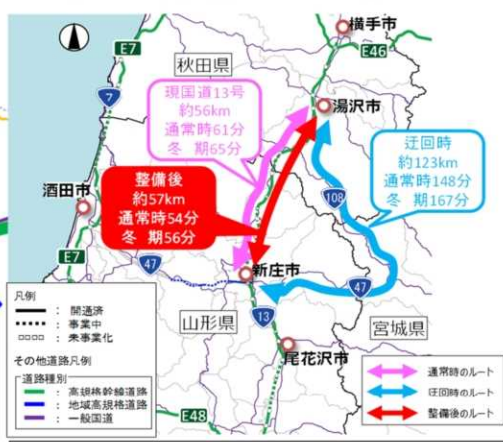 横手市
E7
E46
秋田県
現国道13号
約56km
通常時61分
冬 期65分
湯沢市
7
迂回時
約123km
通常時148分
冬 期167分
整備後
約57km
通常時54分
冬 期56分
108
酒田市
E7
47
新庄市
47
凡例
: 開通済
: 事業中
: 未事業化
山形県
13
宮城県
尾花沢市
その他道路凡例
道路種別
: 高規格幹線道路
: 地域高規格道路
: 一般国道
E48
: 通常時のルート
: 迂回時のルート
: 整備後のルート